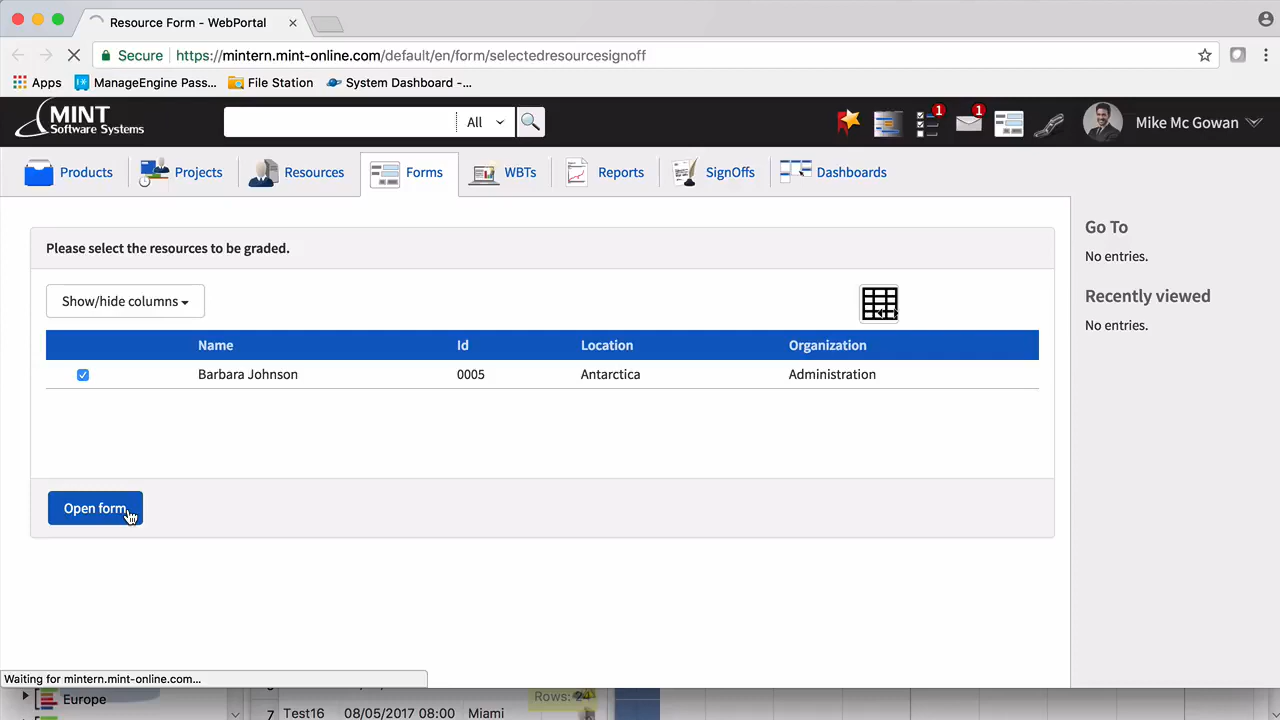 Resource Form - WebPortal
Secure https://mintern.mint-online.com/default/en/form/selectedresourcesignoff
Apps ManageEngine Pass... File Station System Dashboard -...
MINT
Software Systems
All
1
1
Mike Mc Gowan
Products Projects Resources Forms WBTs Reports SignOffs Dashboards
Go To
No entries.
Recently viewed
No entries.
Please select the resources to be graded.
Show/hide columns
Name Id Location Organization
Barbara Johnson 0005 Antarctica Administration
Open form
Waiting for mintern.mint-online.com...
Europe
Rows: 24
7 Test16 08/05/2017 08:00 Miami